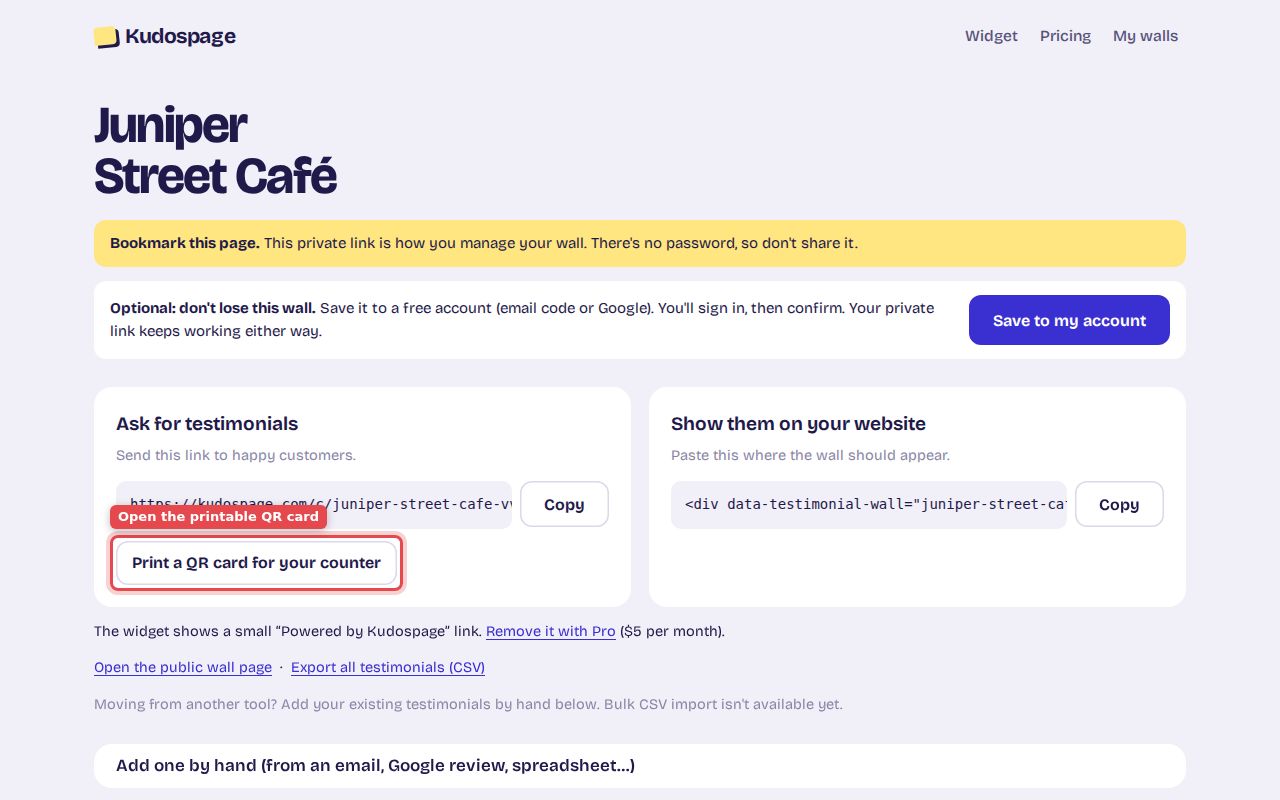 Kudospage
Widget
Pricing
My walls
Juniper
Street Café
Bookmark this page. This private link is how you manage your wall. There's no password, so don't share it.
Optional: don't lose this wall. Save it to a free account (email code or Google). You'll sign in, then confirm. Your private
link keeps working either way.
Save to my account
Ask for testimonials
Send this link to happy customers.
https://kudospage.com/c/juniper-street-cafe-v
Copy
Open the printable QR card
Print a QR card for your counter
Show them on your website
Paste this where the wall should appear.
<div data-testimonial-wall="juniper-street-ca
Copy
The widget shows a small “Powered by Kudospage” link. Remove it with Pro ($5 per month).
Open the public wall page · Export all testimonials (CSV)
Moving from another tool? Add your existing testimonials by hand below. Bulk CSV import isn't available yet.
Add one by hand (from an email, Google review, spreadsheet…)